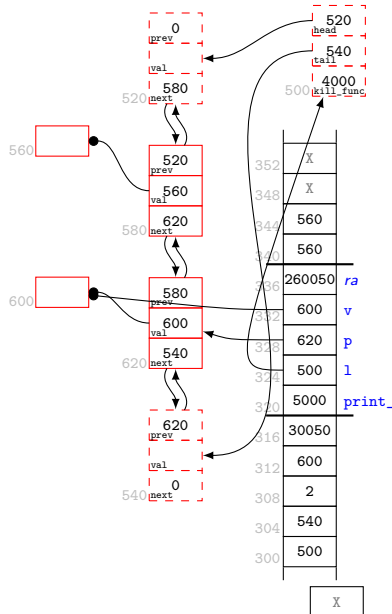 0
prev
val
580
520 next
520
head
540
tail
4000
500 kill_func
560
520
prev
560
val
620
580 next
600
580
prev
600
val
540
620 next
620
prev
val
0
540 next
352 X
348 X
344 560
340 560
336 260050 ra
332 600 v
328 620 p
324 500 l
320 5000 print_
316 30050
312 600
308 2
304 540
300 500
X